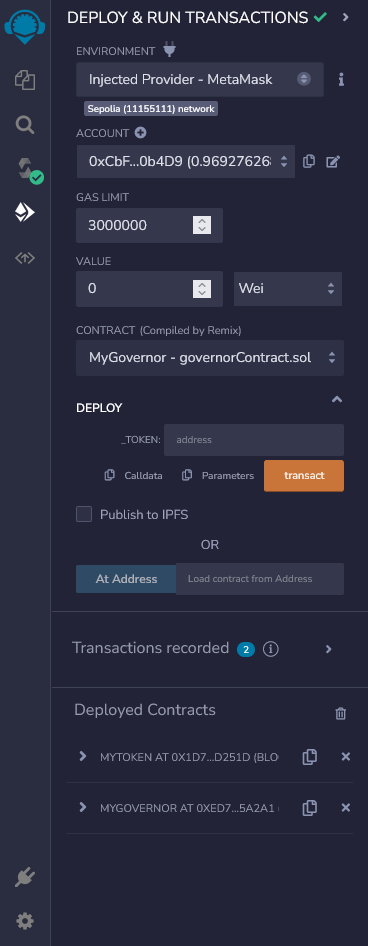 DEPLOY & RUN TRANSACTIONS
ENVIRONMENT
Injected Provider - MetaMask
Sepolia (11155111) network
ACCOUNT
0xCbF...0b4D9 (0.96927626
GAS LIMIT
3000000
VALUE
0
Wei
CONTRACT (Compiled by Remix)
MyGovernor - governorContract.sol
DEPLOY
_TOKEN: address
Calldata Parameters transact
Publish to IPFS
OR
At Address Load contract from Address
Transactions recorded 2
Deployed Contracts
MYTOKEN AT 0X1D7...D251D (BLO
MYGOVERNOR AT 0XED7...5A2A1 (